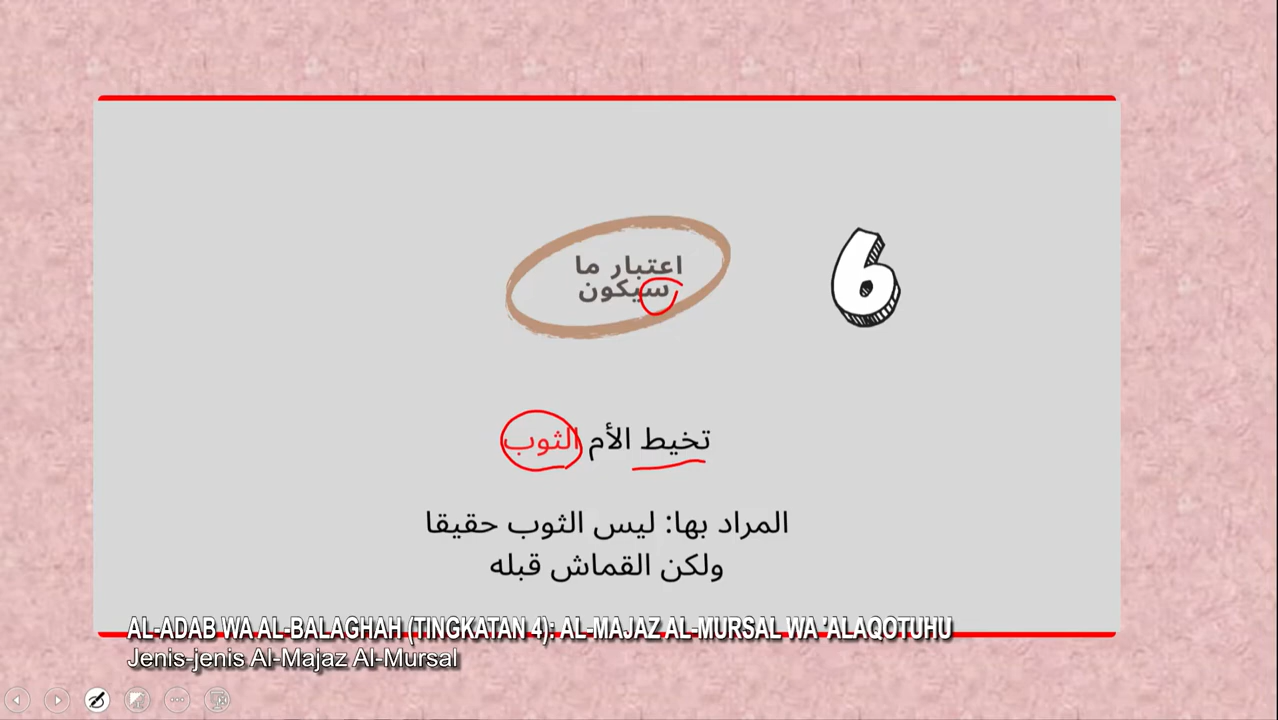 6
اعتبار ما
سيكون
تخيط الأم الثوب
المراد بها: ليس الثوب حقيقا
ولكن القماش قبله
AL-ADAB WA AL-BALAGHAH (TINGKATAN 4): AL-MAJAZ AL-MURSAL WA 'ALAQOTUHU
Jenis-jenis Al-Majaz Al-Mursal